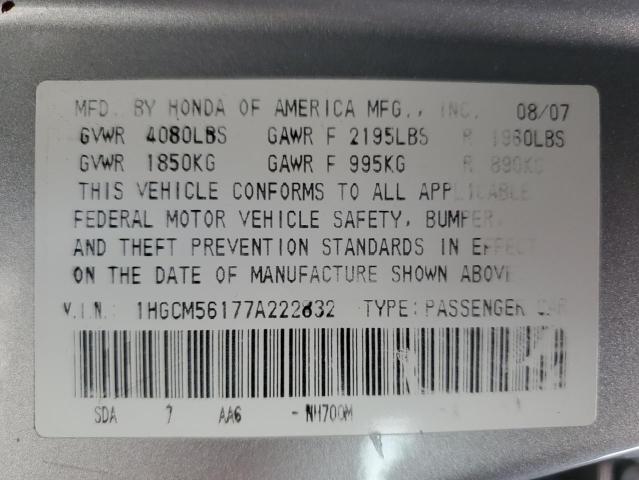 MFD. BY HONDA OF AMERICA MFG., INC. 08/07
GVWR 4080LBS GAWR F 2195LBS R 1960LBS
GVWR 1850KG GAWR F 995KG R 890KG
THIS VEHICLE CONFORMS TO ALL APPLICABLE
FEDERAL MOTOR VEHICLE SAFETY, BUMPER,
AND THEFT PREVENTION STANDARDS IN EFFECT
ON THE DATE OF MANUFACTURE SHOWN ABOVE
V.I.N.: TYPE: PASSENGER CAR
SDA 7 AA6 - NH700M